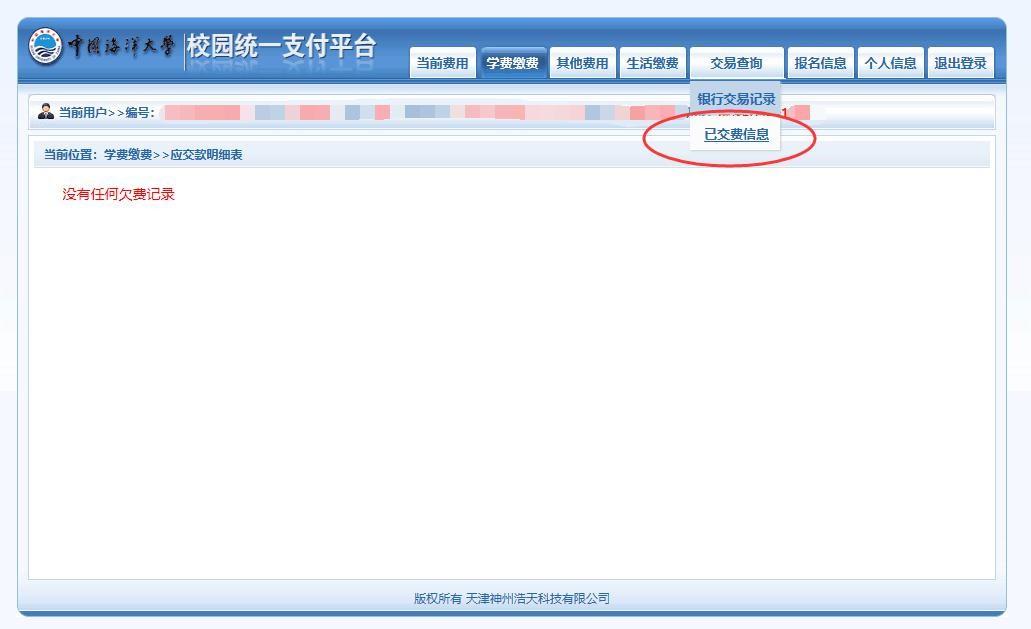 中国海洋大学 校园统一支付平台
当前费用 学费缴费 其他费用 生活缴费 交易查询 报名信息 个人信息 退出登录
银行交易记录
当前用户>>编号：
已交费信息
当前位置：学费缴费>>应交款明细表
没有任何欠费记录
版权所有 天津神州浩天科技有限公司